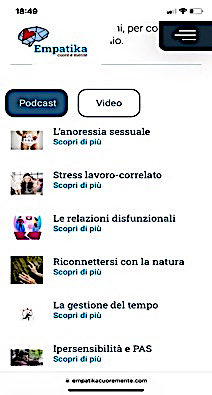 18:49
ni, per co
Empatika
cuore e mente
io.
Podcast
Video
L'anoressia sessuale
Scopri di più
Stress lavoro-correlato
Scopri di più
Le relazioni disfunzionali
Scopri di più
Riconnettersi con la natura
Scopri di più
La gestione del tempo
Scopri di più
Ipersensibilità e PAS
Scopri di più
empatikacuoremente.com